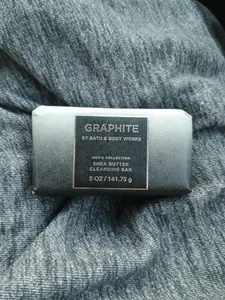 GRAPHITE
BY BATH & BODY WORKS
MEN'S COLLECTION
SHEA BUTTER
CLEANSING BAR
5 OZ / 141.75 g